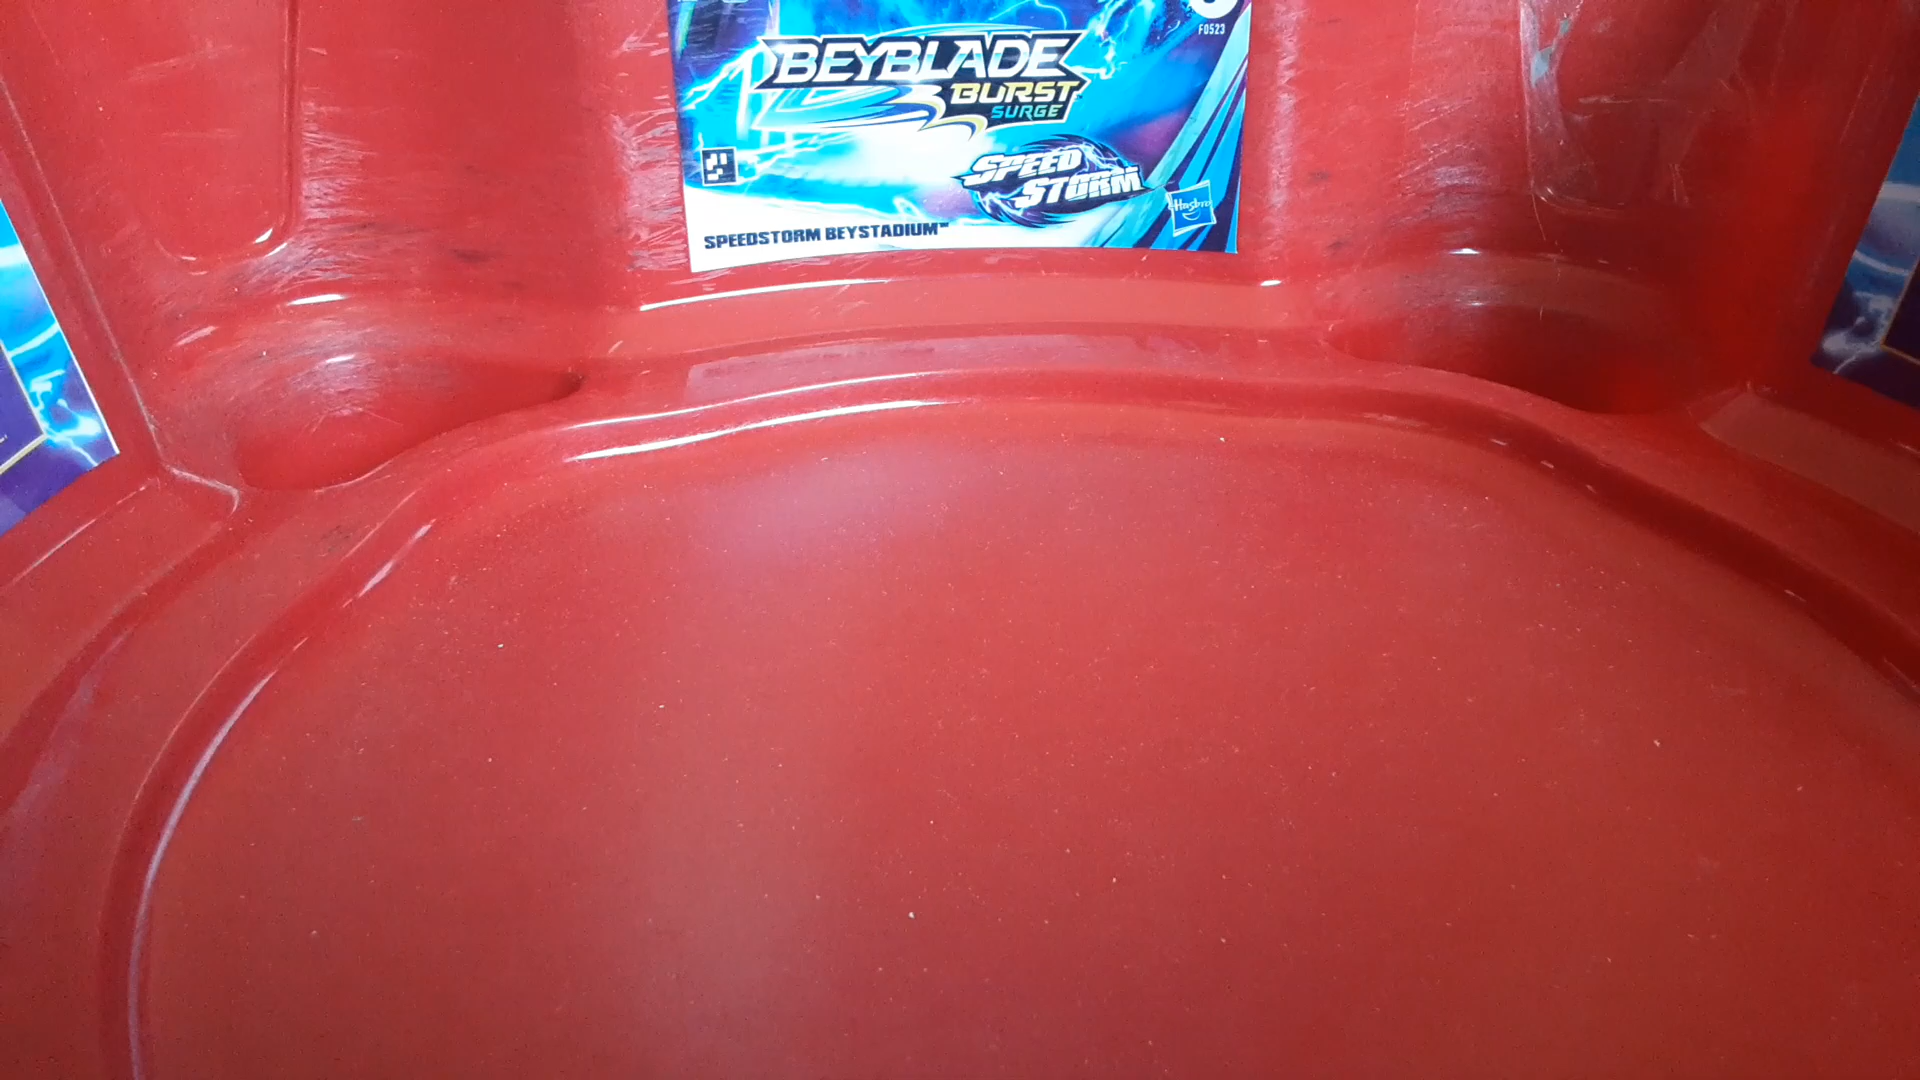 F0523
BEYBLADE
BURST
SURGE
SPEED
STORM
Hasbro
SPEEDSTORM BEYSTADIUM™